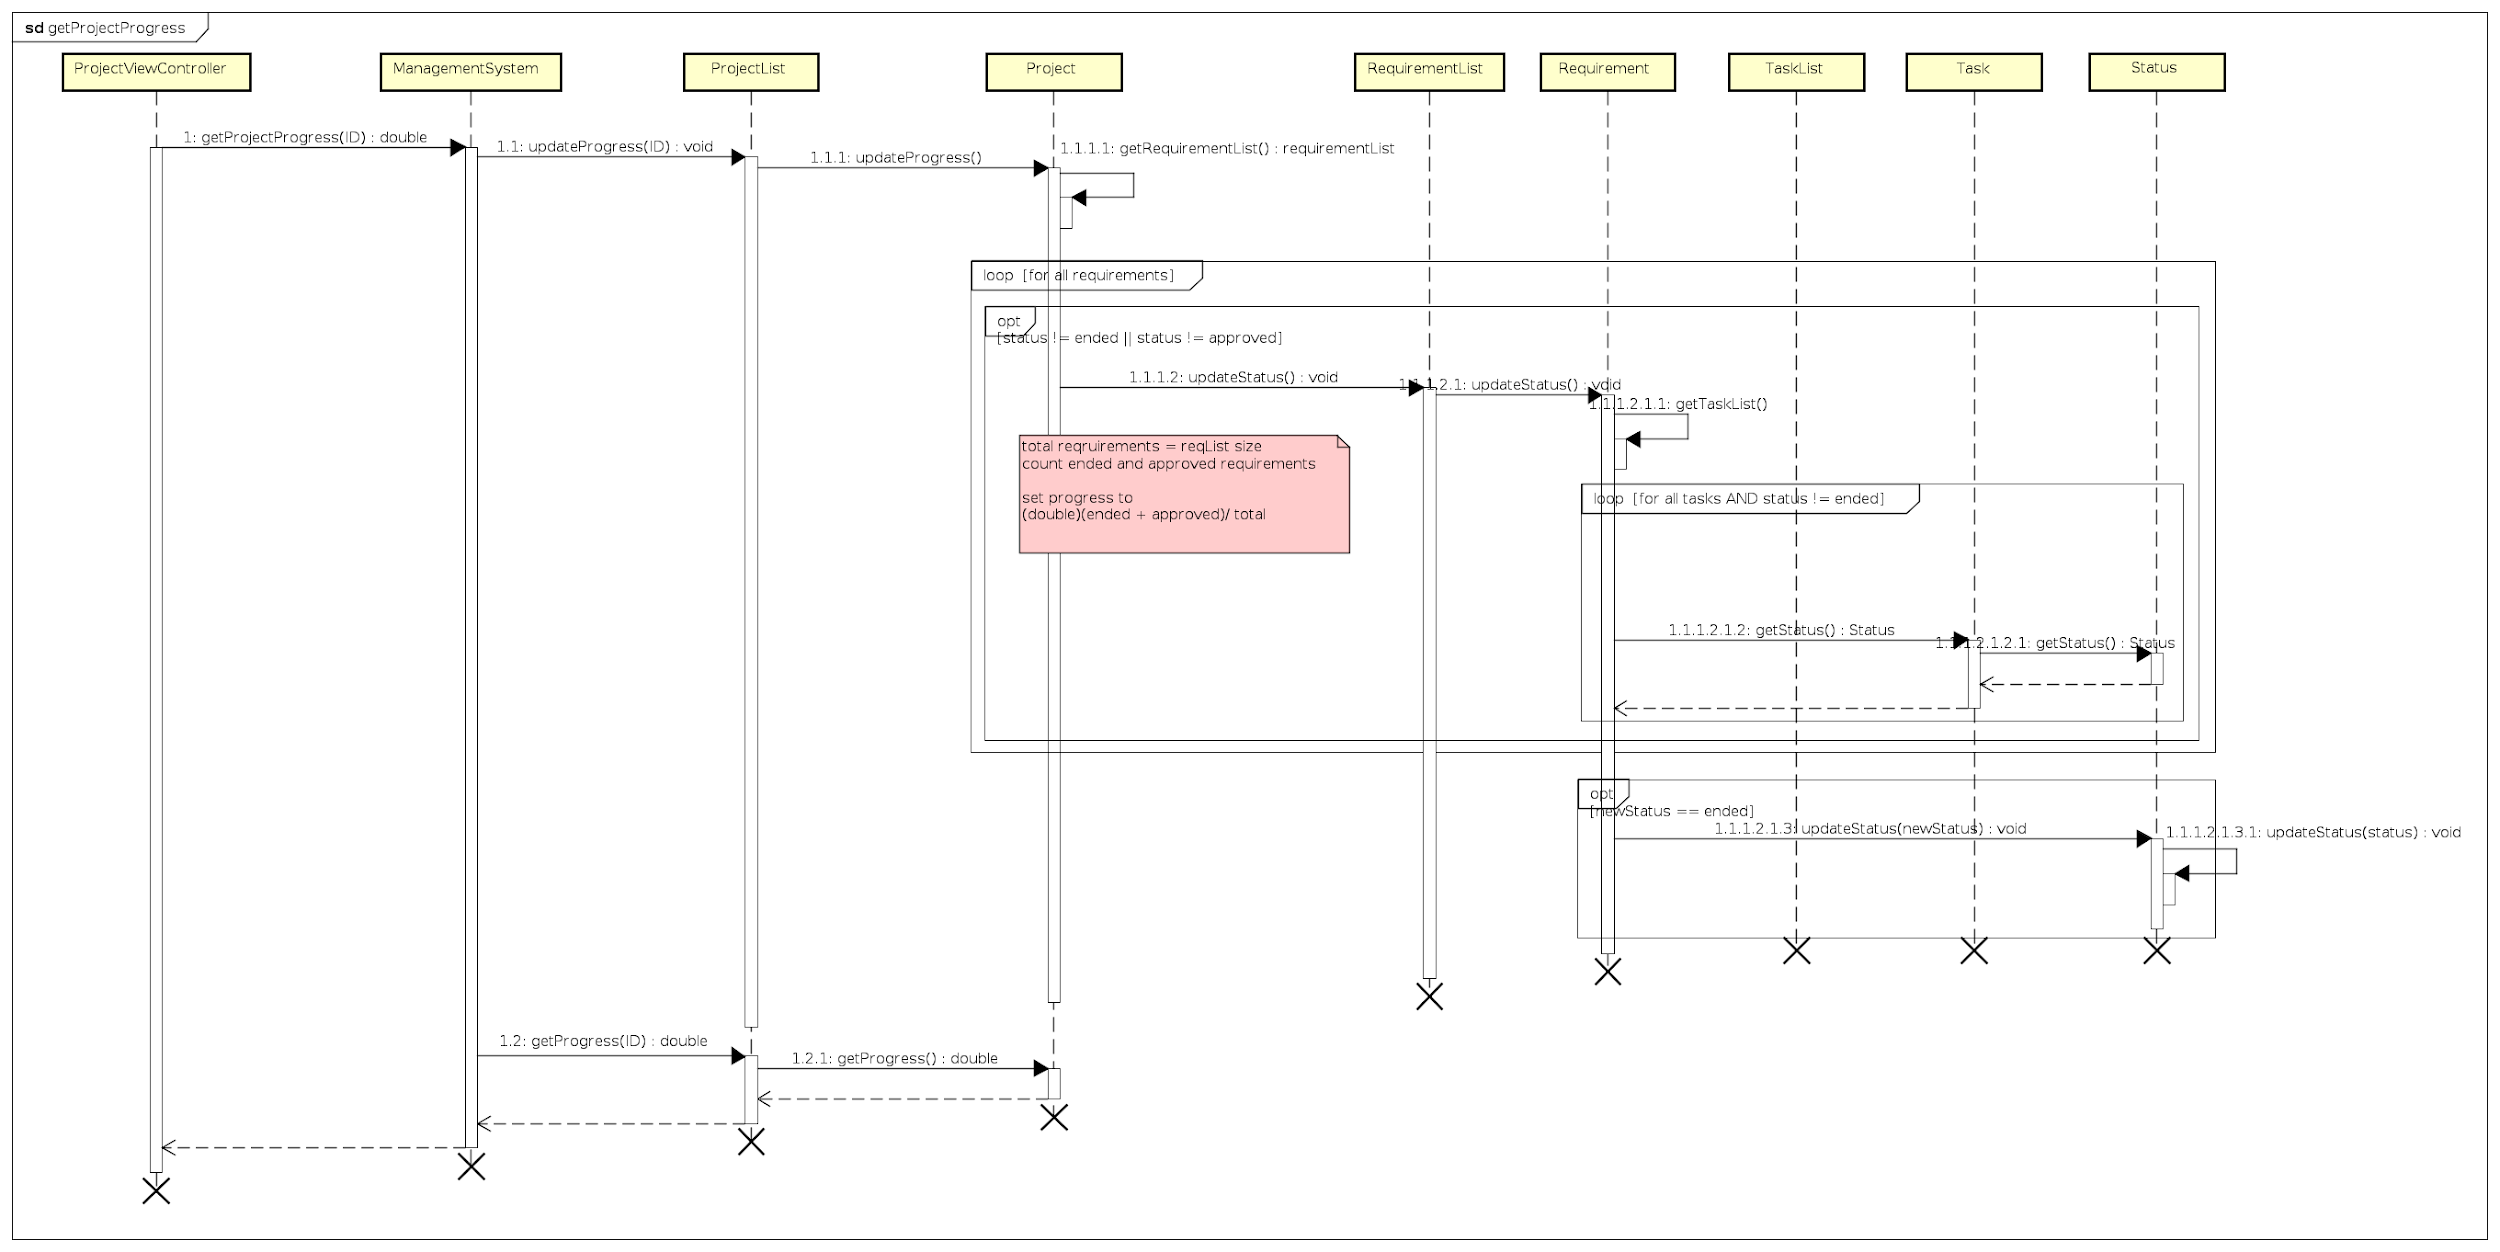 sd getProjectProgress
ProjectViewController
ManagementSystem
ProjectList
Project
RequirementList
Requirement
TaskList
Task
Status
1: getProjectProgress(ID) : double
1.1: updateProgress(ID) : void
1.1.1: updateProgress()
1.1.1.1: getRequirementList() : requirementList
loop [for all requirements]
opt
[status != ended || status != approved]
1.1.1.2: updateStatus() : void
1.1.1.2.1: updateStatus() : void
1.1.1.2.1.1: getTaskList()
total reqruirements = reqList size
count ended and approved requirements
set progress to
(double)(ended + approved)/ total
loop [for all tasks AND status != ended]
1.1.1.2.1.2: getStatus() : Status
1.1.1.2.1.2.1: getStatus() : Status
opt
[newStatus == ended]
1.1.1.2.1.3: updateStatus(newStatus) : void
1.1.1.2.1.3.1: updateStatus(status) : void
1.2: getProgress(ID) : double
1.2.1: getProgress() : double